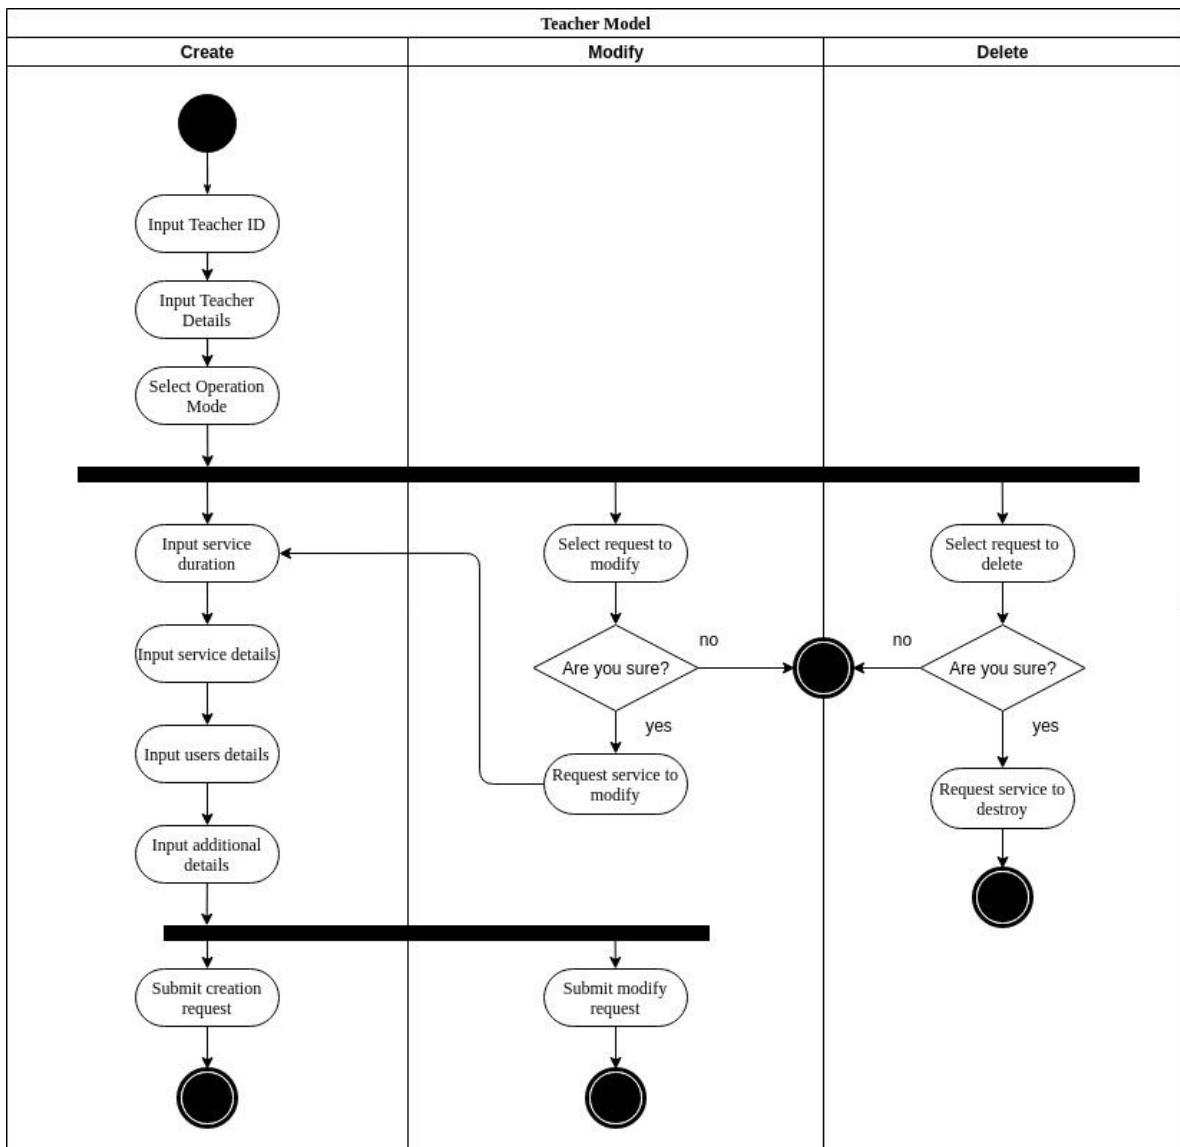 Teacher Model
Create
Modify
Delete
Input Teacher ID
Input Teacher
Details
Select Operation
Mode
Input service
duration
Select request to
modify
Select request to
delete
Input service details
Are you sure?
no
no
Are you sure?
yes
yes
Input users details
Request service to
modify
Request service to
destroy
Input additional
details
Submit creation
request
Submit modify
request